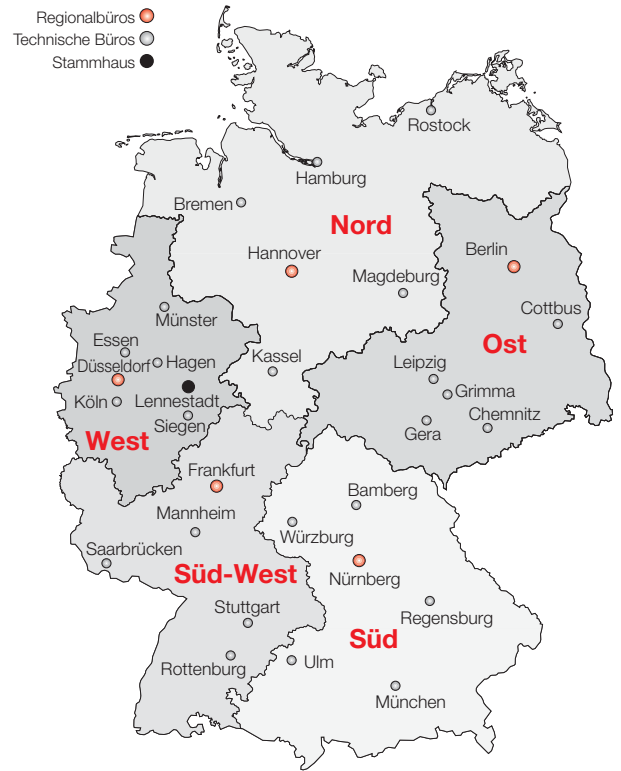 Regionalbüros
Technische Büros
Stammhaus
Rostock
Hamburg
Bremen
Nord
Hannover
Berlin
Magdeburg
Cottbus
Münster
Essen
Ost
Düsseldorf
Hagen
Kassel
Leipzig
Grimma
Köln
Lennestadt
Chemnitz
Siegen
Gera
West
Frankfurt
Bamberg
Mannheim
Würzburg
Saarbrücken
Süd-West
Nürnberg
Stuttgart
Regensburg
Süd
Rottenburg
Ulm
München